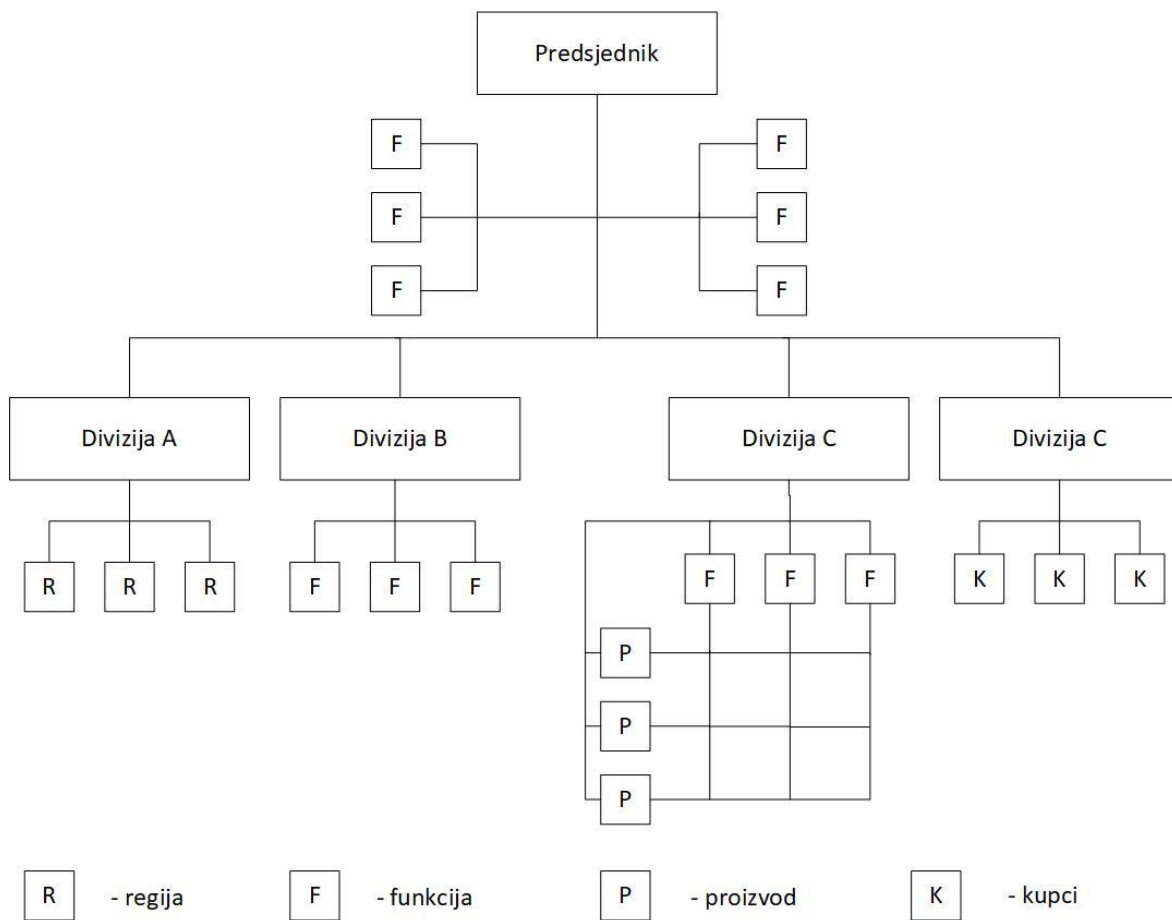 Predsjednik
F F
F F
F F
Divizija A Divizija B Divizija C Divizija C
R R R F F F F F F K K K
P
P
P
R - regija F - funkcija P - proizvod K - kupci